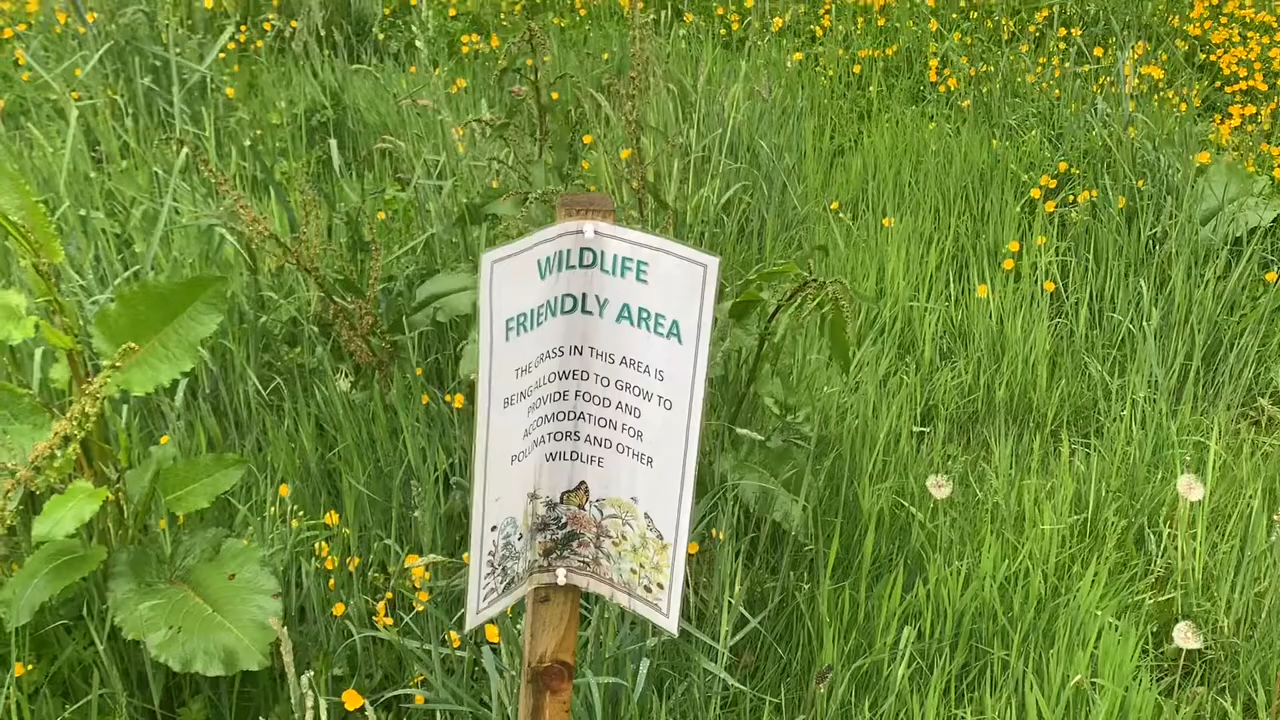 WILDLIFE
FRIENDLY AREA
THE GRASS IN THIS AREA IS
BEING ALLOWED TO GROW TO
PROVIDE FOOD AND
ACCOMODATION FOR
POLLINATORS AND OTHER
WILDLIFE